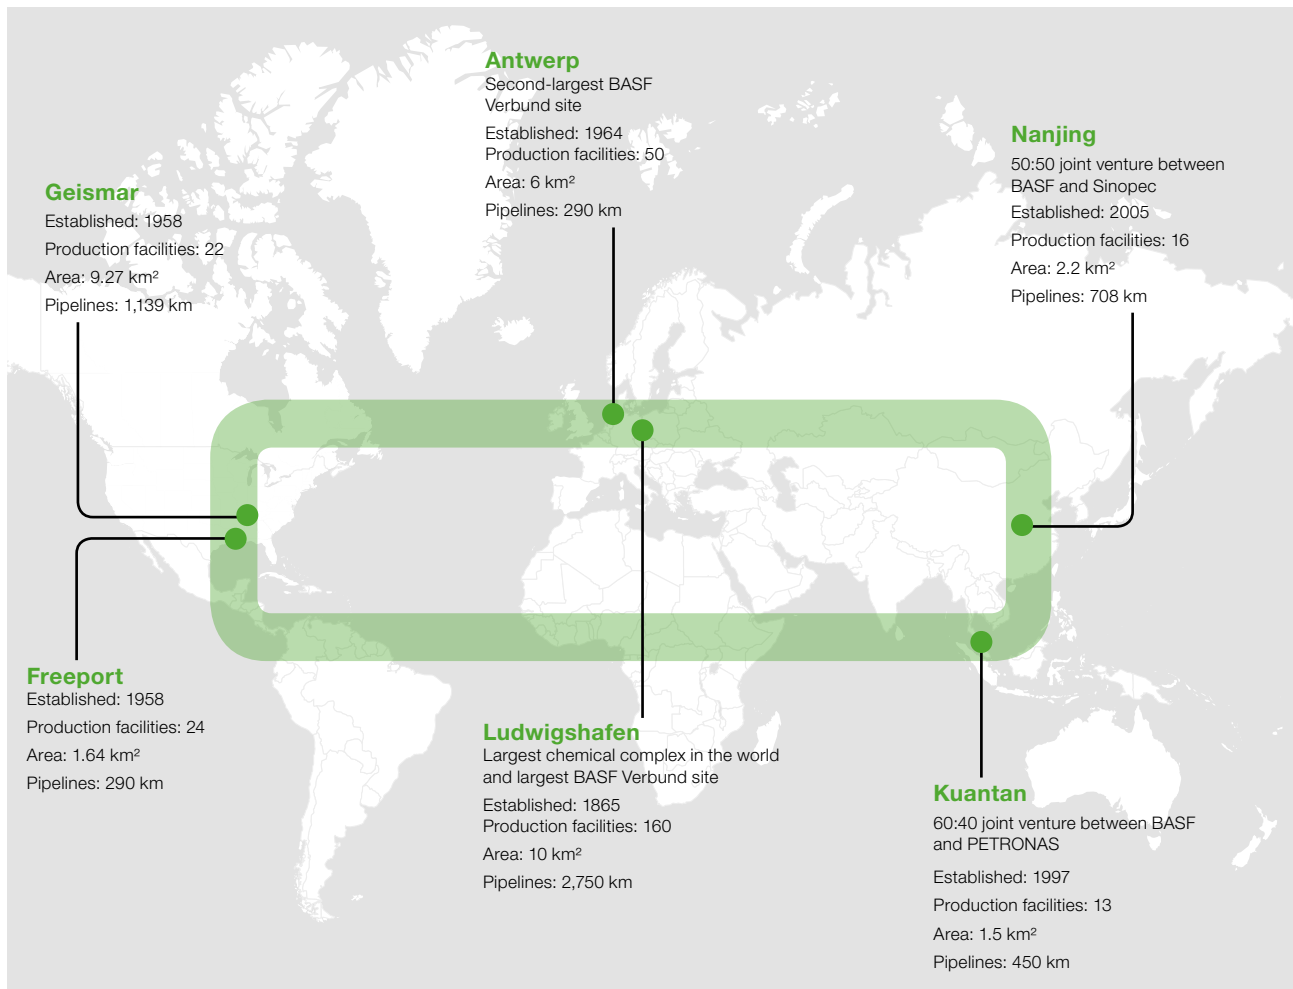 Antwerp
Second-largest BASF
Verbund site
Established: 1964
Production facilities: 50
Area: 6 km²
Pipelines: 290 km
Nanjing
50:50 joint venture between
BASF and Sinopec
Established: 2005
Production facilities: 16
Area: 2.2 km²
Pipelines: 708 km
Geismar
Established: 1958
Production facilities: 22
Area: 9.27 km²
Pipelines: 1,139 km
Freeport
Established: 1958
Production facilities: 24
Area: 1.64 km²
Pipelines: 290 km
Ludwigshafen
Largest chemical complex in the world
and largest BASF Verbund site
Established: 1865
Production facilities: 160
Area: 10 km²
Pipelines: 2,750 km
Kuantan
60:40 joint venture between BASF
and PETRONAS
Established: 1997
Production facilities: 13
Area: 1.5 km²
Pipelines: 450 km